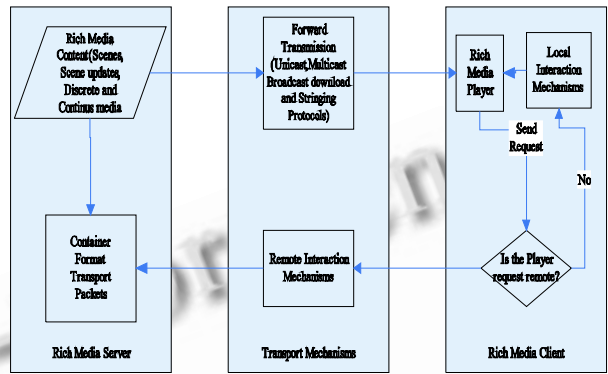 Rich Media
Content(Scenes,
Scene updates,
Discrete and
Continus media
Container
Format
Transport
Packets
Rich Media Server
Forward
Transmission
(Unicast,Multicast
Broadcast download
and Stringing
Protocols)
Remote Interaction
Mechanisms
Transport Mechanisms
Rich
Media
Player
Local
Interaction
Mechanisms
Send
Request
No
Is the Player
request remote?
Rich Media Client